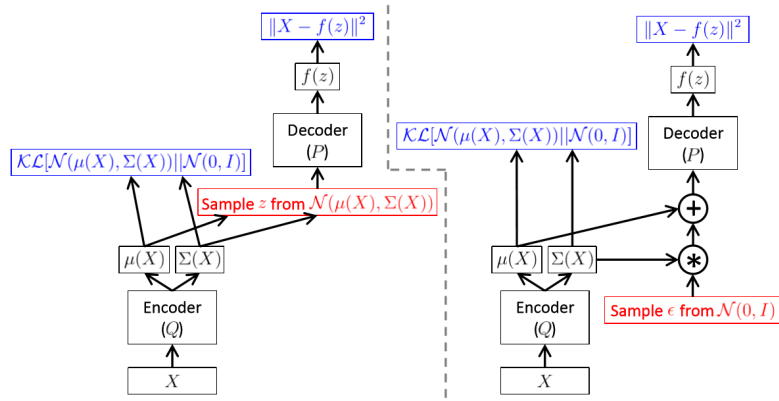 ‖X − f(z)‖²
f(z)
Decoder
(P)
𝒦ℒ[𝒩(μ(X), Σ(X))||𝒩(0, I)]
Sample z from 𝒩(μ(X), Σ(X))
μ(X)
Σ(X)
Encoder
(Q)
X
‖X − f(z)‖²
f(z)
Decoder
(P)
𝒦ℒ[𝒩(μ(X), Σ(X))||𝒩(0, I)]
+
μ(X)
Σ(X)
*
Encoder
(Q)
Sample ϵ from 𝒩(0, I)
X